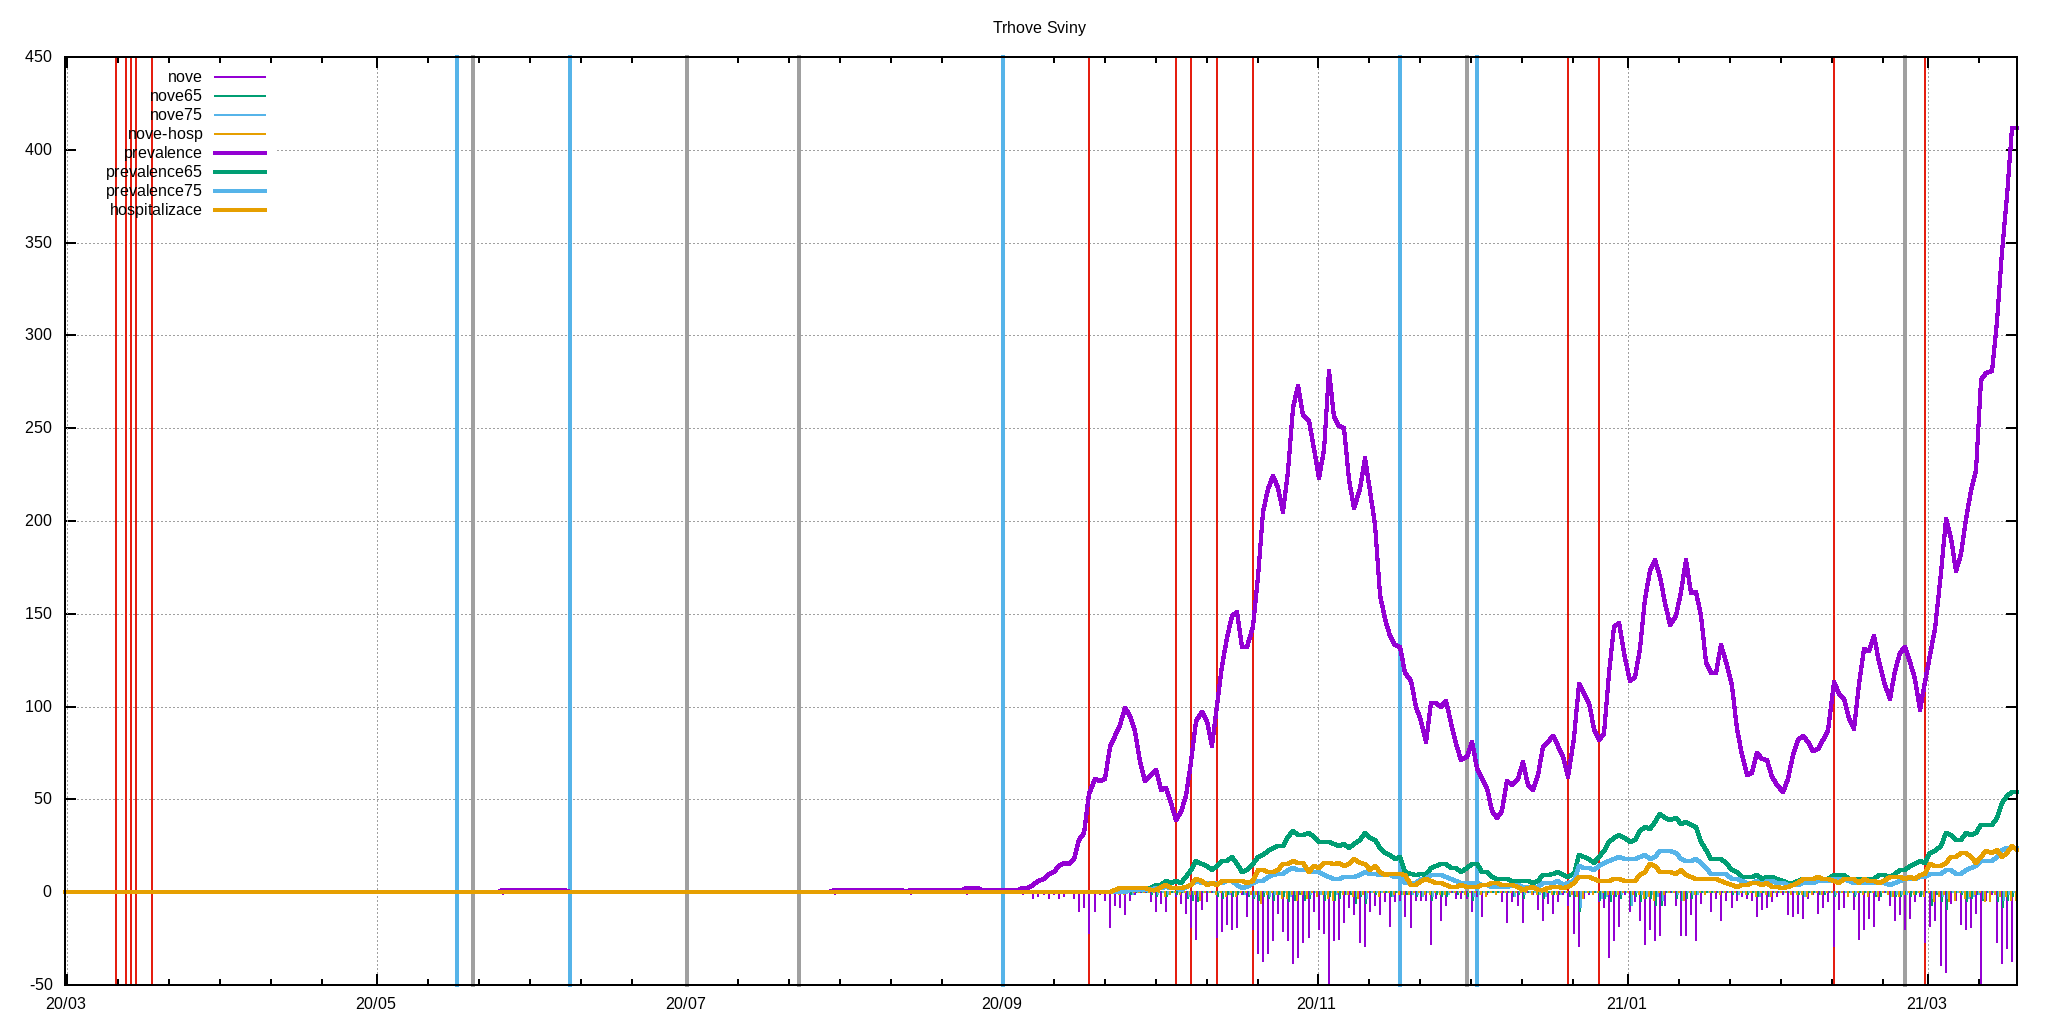 Trhove Sviny
450
400
350
300
250
200
150
100
50
0
-50
nove
nove65
nove75
nove-hosp
prevalence
prevalence65
prevalence75
hospitalizace
20/03 20/05 20/07 20/09 20/11 21/01 21/03